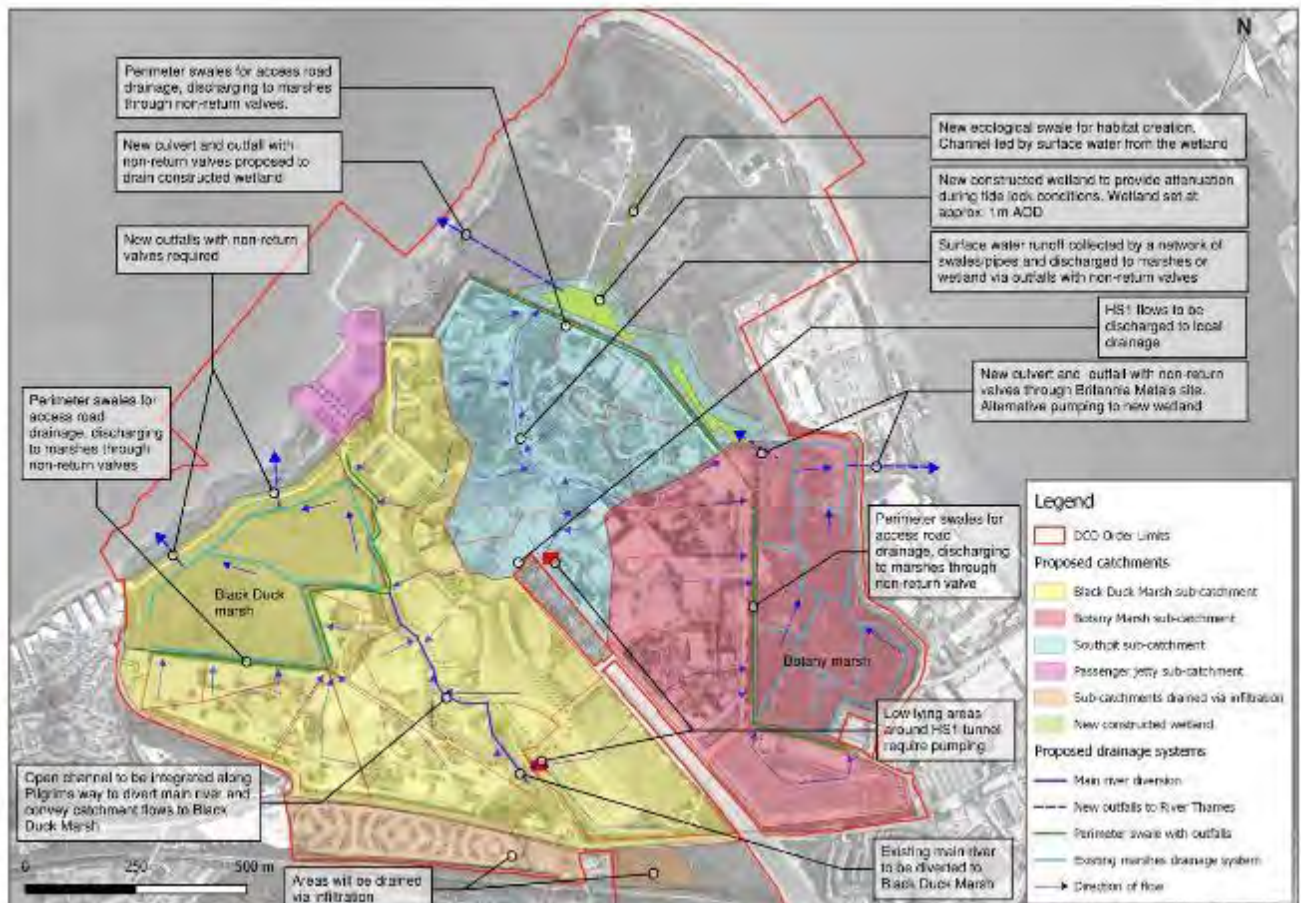 N
Perimeter swales for access road
drainage, discharging to marshes
through non-return valves.
New culvert and outfall with
non-return valves proposed to
drain constructed wetland
New outfalls with non-return
valves required
Perimeter swales for
access road
drainage, discharging
to marshes through
non-return valves
New ecological swale for habitat creation.
Channel fed by surface water from the wetland
New constructed wetland to provide attenuation
during tide lock conditions. Wetland set at
approx. 1m AOD
Surface water runoff collected by a network of
swales/pipes and discharged to marshes or
wetland via outfalls with non-return valves
HS1 flows to be
discharged to local
drainage
New culvert and outfall with non-return
valves through Britannia Metals site.
Alternative pumping to new wetland
Perimeter swales for
access road
drainage, discharging
to marshes through
non-return valve
Black Duck
marsh
Botany marsh
Low-lying areas
around HS1 tunnel
require pumping
Open channel to be integrated along
Pilgrims way to divert main river and
convey catchment flows to Black
Duck Marsh
Existing main river
to be diverted to
Black Duck Marsh
Areas will be drained
via infiltration
0 250 500 m
Legend
DCO Order Limits
Proposed catchments
Black Duck Marsh sub-catchment
Botany Marsh sub-catchment
Southpit sub-catchment
Passenger jetty sub-catchment
Sub-catchments drained via infiltration
New constructed wetland
Proposed drainage systems
Main river diversion
New outfalls to River Thames
Perimeter swale with outfalls
Existing marshes drainage system
Direction of flow